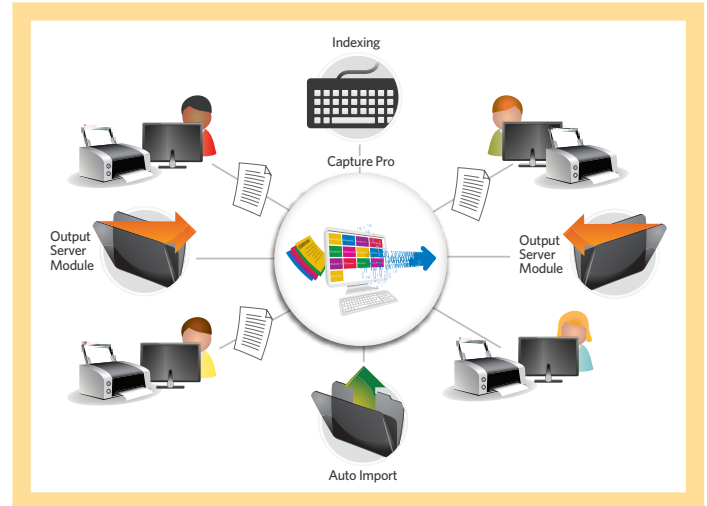 Indexing
Capture Pro
Output
Server
Module
Output
Server
Module
Auto Import